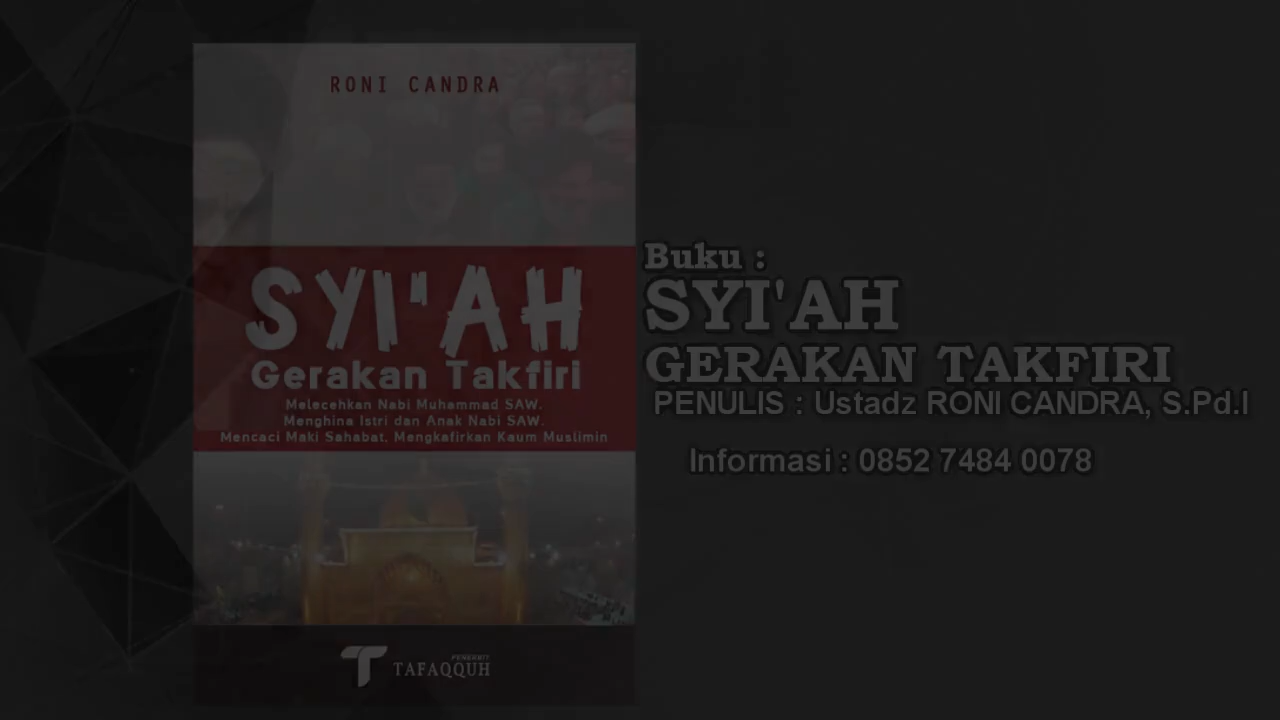 RONI CANDRA
SYI'AH
Gerakan Takfiri
Melecehkan Nabi Muhammad SAW.
Menghina Istri dan Anak Nabi SAW.
Mencaci Maki Sahabat. Mengkafirkan Kaum Muslimin
PENERBIT
TAFAQQUH
Buku :
SYI'AH
GERAKAN TAKFIRI
PENULIS : Ustadz RONI CANDRA, S.Pd.I
Informasi : 0852 7484 0078